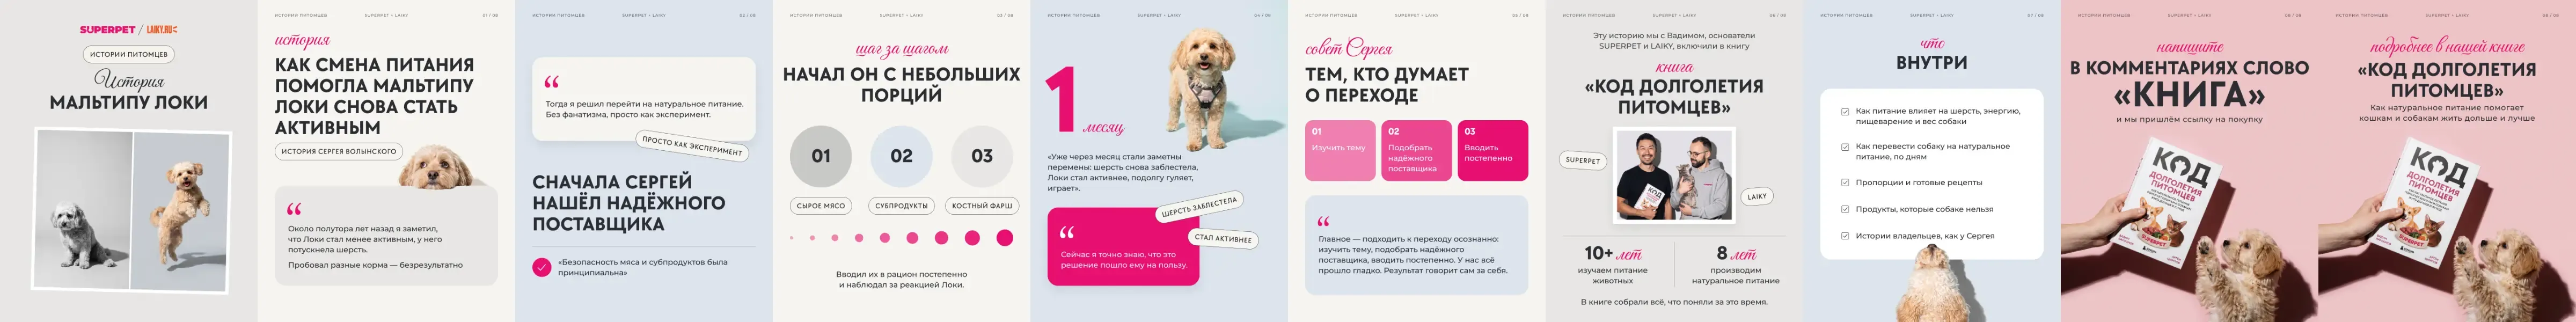 SUPERPET / LAIKY.RU
ИСТОРИИ ПИТОМЦЕВ
История
МАЛЬТИПУ ЛОКИ
ИСТОРИИ ПИТОМЦЕВ
SUPERPET × LAIKY
01 / 08
история
КАК СМЕНА ПИТАНИЯ
ПОМОГЛА МАЛЬТИПУ
ЛОКИ СНОВА СТАТЬ
АКТИВНЫМ
ИСТОРИЯ СЕРГЕЯ ВОЛЫНСКОГО
“
Около полутора лет назад я заметил,
что Локи стал менее активным, у него
потускнела шерсть.
Пробовал разные корма — безрезультатно
ИСТОРИИ ПИТОМЦЕВ
SUPERPET × LAIKY
02 / 08
“
Тогда я решил перейти на натуральное питание.
Без фанатизма, просто как эксперимент.
ПРОСТО КАК ЭКСПЕРИМЕНТ
СНАЧАЛА СЕРГЕЙ
НАШЁЛ НАДЁЖНОГО
ПОСТАВЩИКА
«Безопасность мяса и субпродуктов была
принципиальна»
ИСТОРИИ ПИТОМЦЕВ
SUPERPET × LAIKY
03 / 08
шаг за шагом
НАЧАЛ ОН С НЕБОЛЬШИХ
ПОРЦИЙ
01
02
03
СЫРОЕ МЯСО
СУБПРОДУКТЫ
КОСТНЫЙ ФАРШ
Вводил их в рацион постепенно
и наблюдал за реакцией Локи.
ИСТОРИИ ПИТОМЦЕВ
SUPERPET × LAIKY
04 / 08
1 месяц
«Уже через месяц стали заметны
перемены: шерсть снова заблестела,
Локи стал активнее, подолгу гуляет,
играет».
ШЕРСТЬ ЗАБЛЕСТЕЛА
СТАЛ АКТИВНЕЕ
“
Сейчас я точно знаю, что это
решение пошло ему на пользу.
ИСТОРИИ ПИТОМЦЕВ
SUPERPET × LAIKY
05 / 08
совет Сергея
ТЕМ, КТО ДУМАЕТ
О ПЕРЕХОДЕ
01
Изучить тему
02
Подобрать
надёжного
поставщика
03
Вводить
постепенно
“
Главное — подходить к переходу осознанно:
изучить тему, подобрать надёжного
поставщика, вводить постепенно. У нас всё
прошло гладко. Результат говорит сам за себя.
ИСТОРИИ ПИТОМЦЕВ
SUPERPET × LAIKY
06 / 08
Эту историю мы с Вадимом, основатели
SUPERPET и LAIKY, включили в книгу
книга
«КОД ДОЛГОЛЕТИЯ
ПИТОМЦЕВ»
SUPERPET
LAIKY
КОД
10+ лет
изучаем питание
животных
8 лет
производим
натуральное питание
В книге собрали всё, что поняли за это время.
ИСТОРИИ ПИТОМЦЕВ
SUPERPET × LAIKY
07 / 08
что
ВНУТРИ
Как питание влияет на шерсть, энергию,
пищеварение и вес собаки
Как перевести собаку на натуральное
питание, по дням
Пропорции и готовые рецепты
Продукты, которые собаке нельзя
Истории владельцев, как у Сергея
ИСТОРИИ ПИТОМЦЕВ
SUPERPET × LAIKY
08 / 08
напишите
В КОММЕНТАРИЯХ СЛОВО
«КНИГА»
и мы пришлём ссылку на покупку
КОД
ДОЛГОЛЕТИЯ
ПИТОМЦЕВ
SUPERPET
ИСТОРИИ ПИТОМЦЕВ
SUPERPET × LAIKY
08 / 08
подробнее в нашей книге
«КОД ДОЛГОЛЕТИЯ
ПИТОМЦЕВ»
Как натуральное питание помогает
кошкам и собакам жить дольше и лучше
КОД
ДОЛГОЛЕТИЯ
ПИТОМЦЕВ
SUPERPET